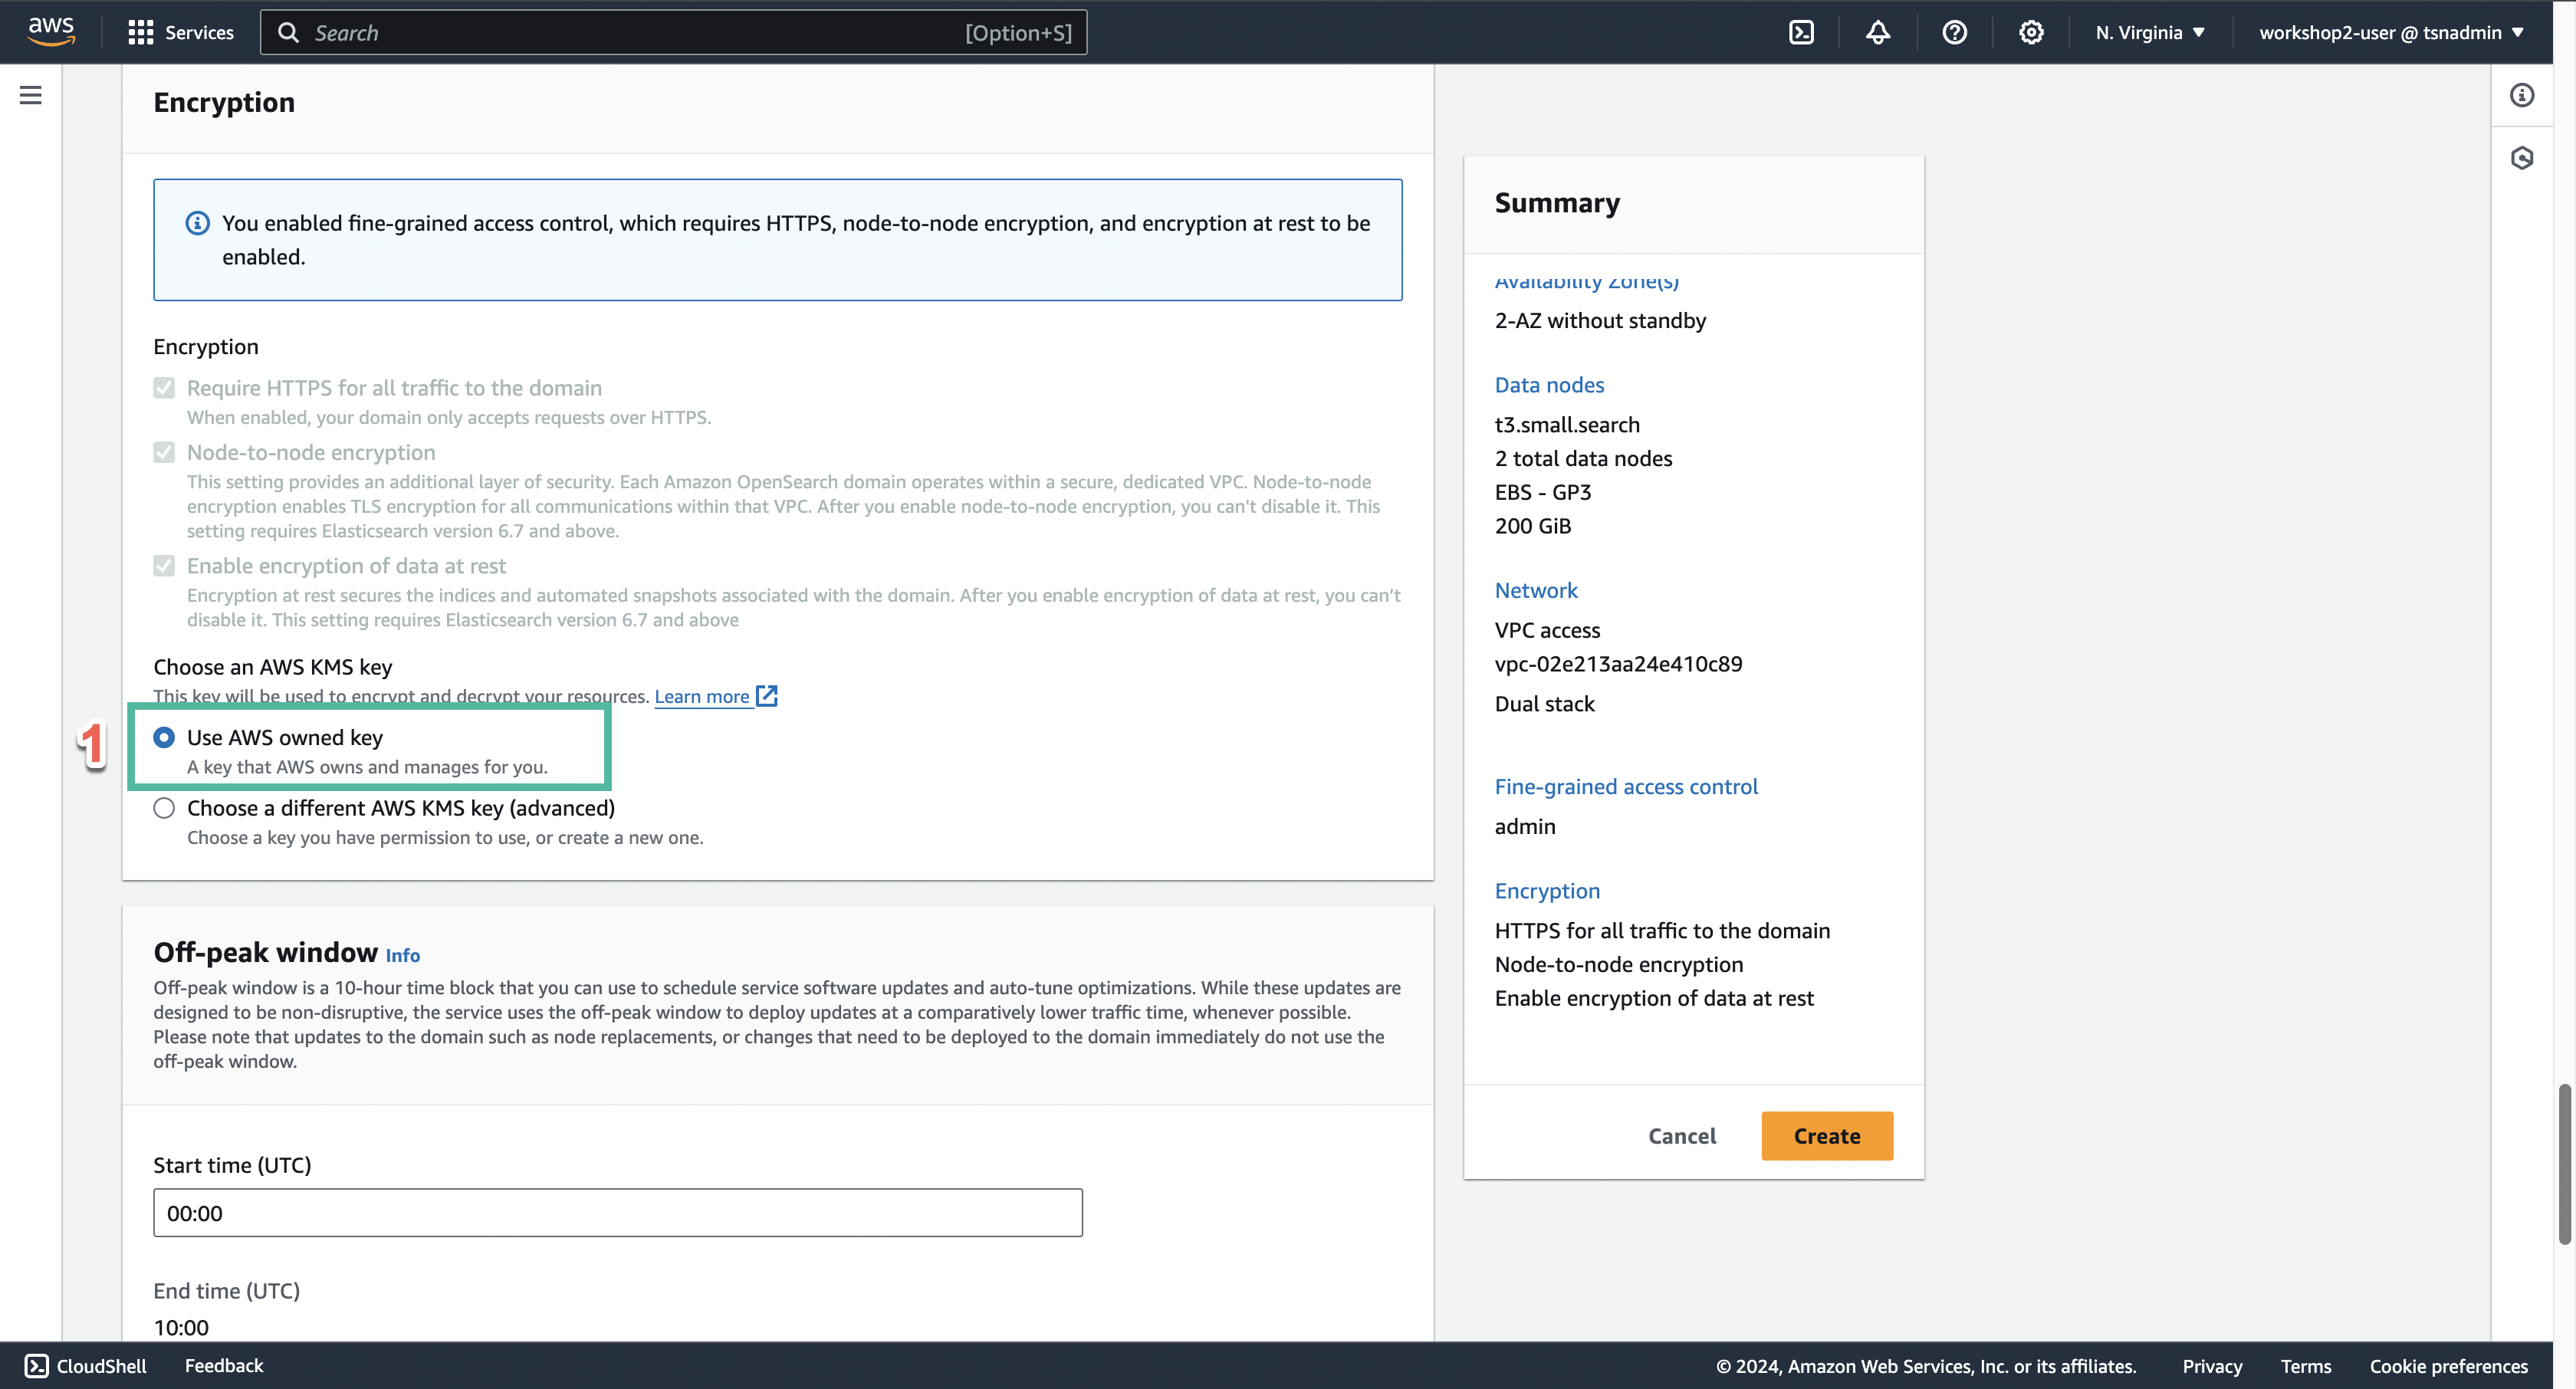 aws
Services
Search
[Option+S]
N. Virginia ▼
workshop2-user @ tsnadmin ▼
Encryption
You enabled fine-grained access control, which requires HTTPS, node-to-node encryption, and encryption at rest to be
enabled.
Encryption
Require HTTPS for all traffic to the domain
When enabled, your domain only accepts requests over HTTPS.
Node-to-node encryption
This setting provides an additional layer of security. Each Amazon OpenSearch domain operates within a secure, dedicated VPC. Node-to-node
encryption enables TLS encryption for all communications within that VPC. After you enable node-to-node encryption, you can't disable it. This
setting requires Elasticsearch version 6.7 and above.
Enable encryption of data at rest
Encryption at rest secures the indices and automated snapshots associated with the domain. After you enable encryption of data at rest, you can’t
disable it. This setting requires Elasticsearch version 6.7 and above
Choose an AWS KMS key
This key will be used to encrypt and decrypt your resources. Learn more
1
Use AWS owned key
A key that AWS owns and manages for you.
Choose a different AWS KMS key (advanced)
Choose a key you have permission to use, or create a new one.
Off-peak window Info
Off-peak window is a 10-hour time block that you can use to schedule service software updates and auto-tune optimizations. While these updates are
designed to be non-disruptive, the service uses the off-peak window to deploy updates at a comparatively lower traffic time, whenever possible.
Please note that updates to the domain such as node replacements, or changes that need to be deployed to the domain immediately do not use the
off-peak window.
Start time (UTC)
00:00
End time (UTC)
10:00
Summary
Availability Zone(s)
2-AZ without standby
Data nodes
t3.small.search
2 total data nodes
EBS - GP3
200 GiB
Network
VPC access
vpc-02e213aa24e410c89
Dual stack
Fine-grained access control
admin
Encryption
HTTPS for all traffic to the domain
Node-to-node encryption
Enable encryption of data at rest
Cancel
Create
CloudShell
Feedback
© 2024, Amazon Web Services, Inc. or its affiliates.
Privacy
Terms
Cookie preferences